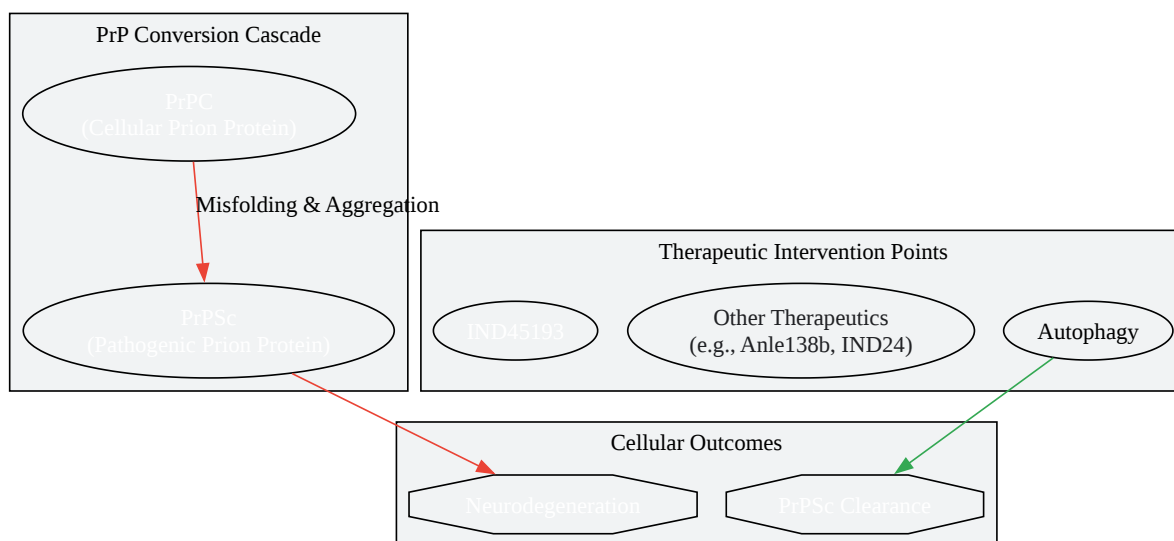 PrP Conversion Cascade
PrPC
(Cellular Prion Protein)
Misfolding & Aggregation
PrPSc
(Pathogenic Prion Protein)
Therapeutic Intervention Points
IND45193
Other Therapeutics
(e.g., Anle138b, IND24)
Autophagy
Cellular Outcomes
Neurodegeneration
PrPSc Clearance